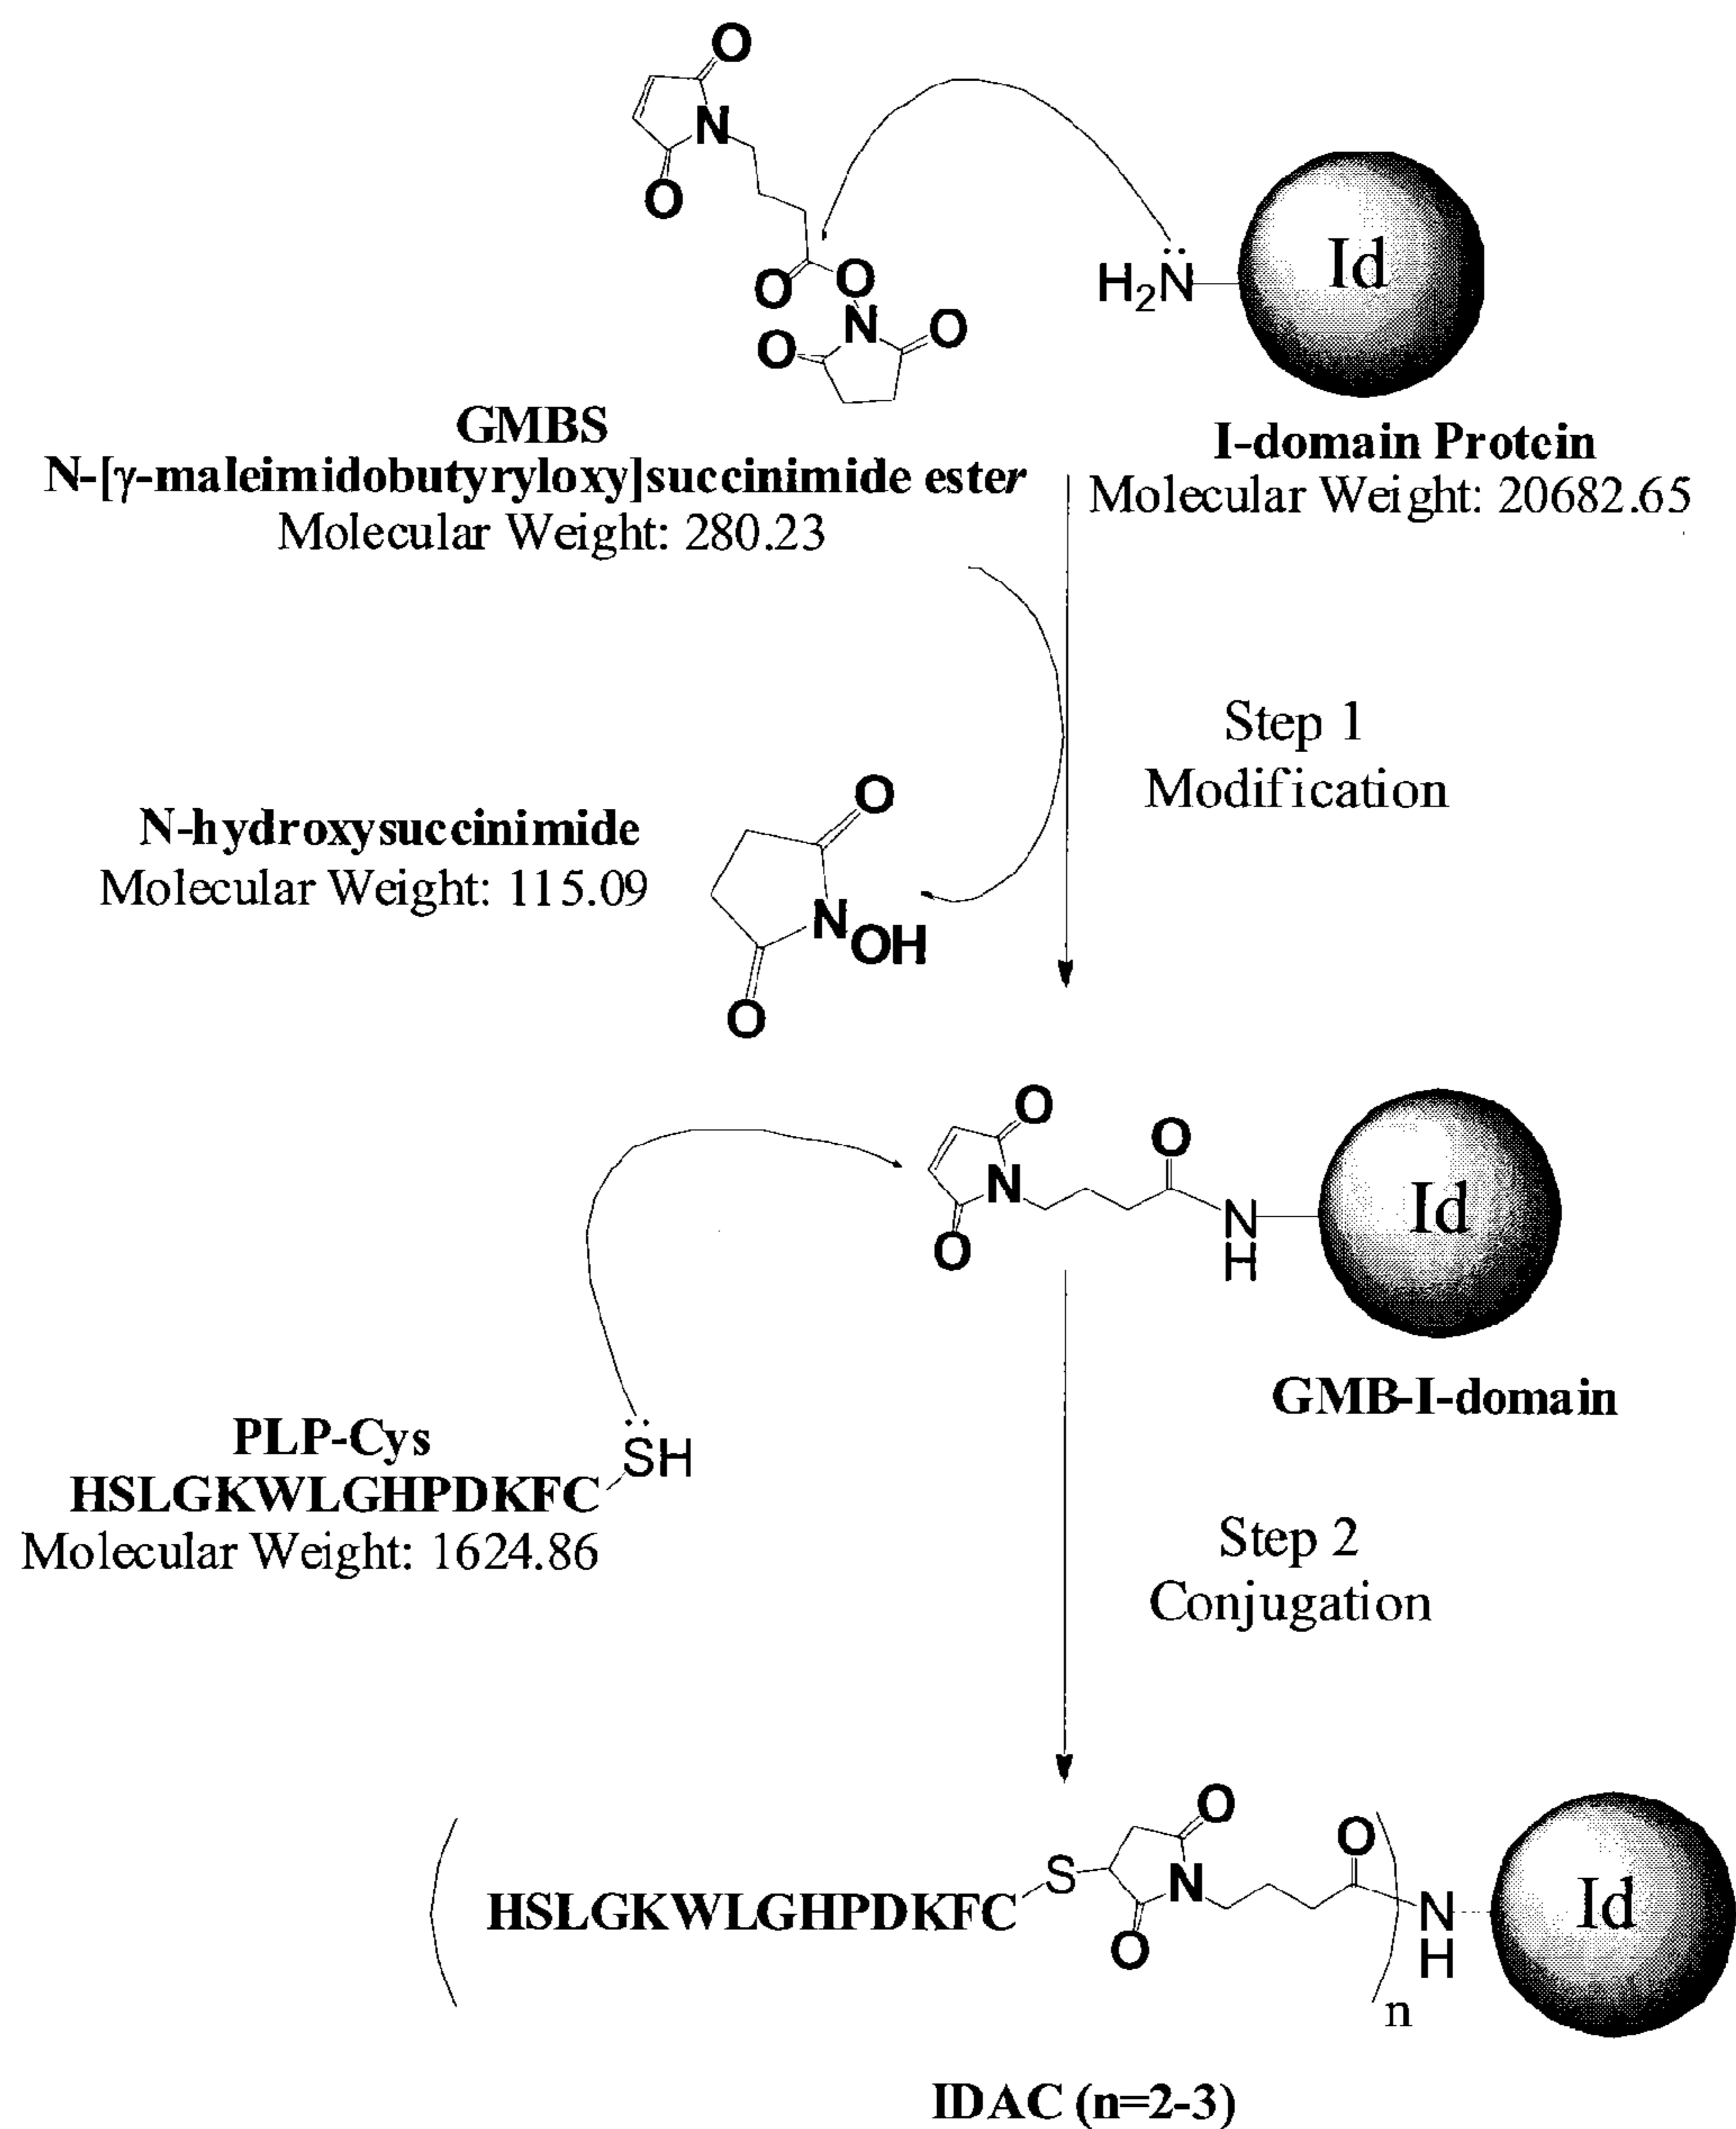 O
N
O
O
O
N
O
O
H₂N̈
Id
GMBS
N-[γ-maleimidobutyryloxy]succinimide ester
Molecular Weight: 280.23
I-domain Protein
Molecular Weight: 20682.65
Step 1
Modification
N-hydroxysuccinimide
Molecular Weight: 115.09
O
N
OH
O
O
N
O
O
N
H
Id
GMB-I-domain
PLP-Cys
HSLGKWLGHPDKFC
S̈H
Molecular Weight: 1624.86
Step 2
Conjugation
HSLGKWLGHPDKFC
S
O
N
O
O
N
H
Id
n
IDAC (n=2-3)